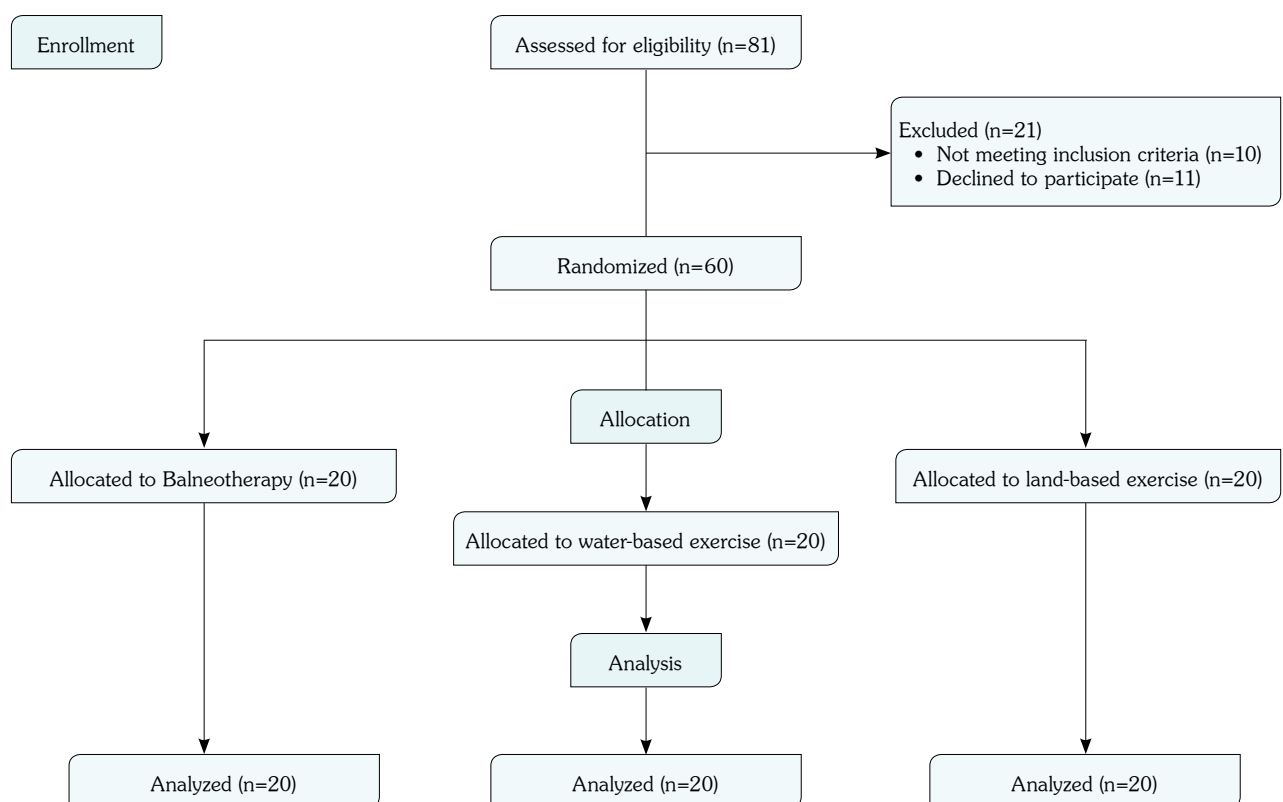 Enrollment
Assessed for eligibility (n=81)
Excluded (n=21)
• Not meeting inclusion criteria (n=10)
• Declined to participate (n=11)
Randomized (n=60)
Allocation
Allocated to Balneotherapy (n=20)
Allocated to land-based exercise (n=20)
Allocated to water-based exercise (n=20)
Analysis
Analyzed (n=20)
Analyzed (n=20)
Analyzed (n=20)